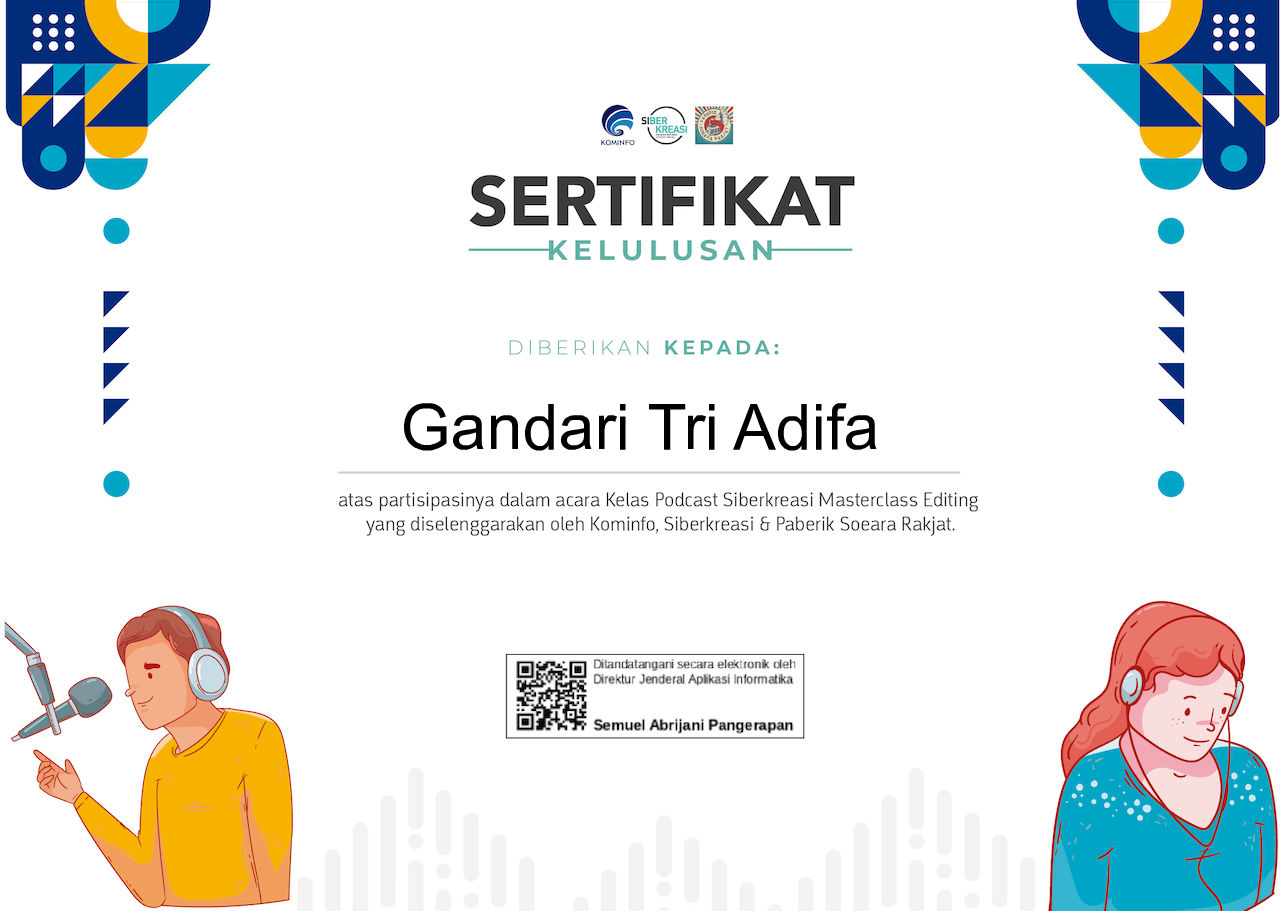 KOMINFO
SIBER
KREASI
SERTIFIKAT
KELULUSAN
DIBERIKAN KEPADA:
Gandari Tri Adifa
atas partisipasinya dalam acara Kelas Podcast Siberkreasi Masterclass Editing
yang diselenggarakan oleh Kominfo, Siberkreasi & Paberik Soeara Rakjat.
Ditandatangani secara elektronik oleh
Direktur Jenderal Aplikasi Informatika
Semuel Abrijani Pangerapan